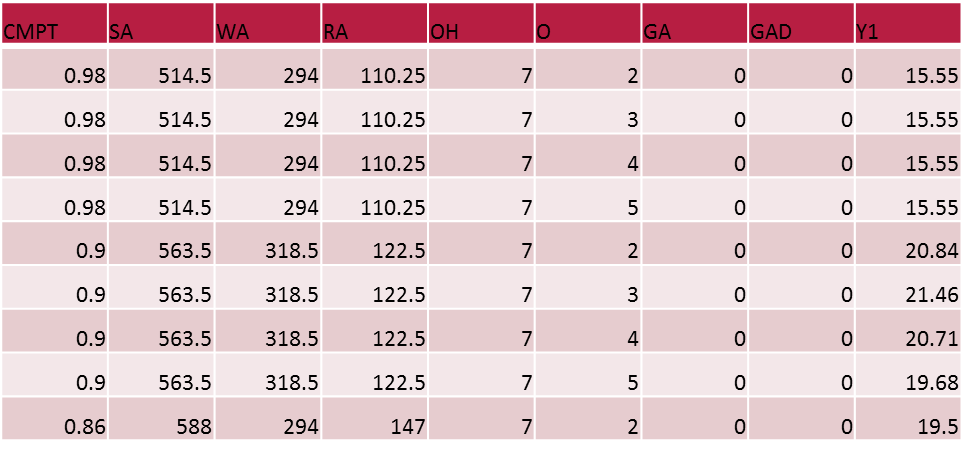 CMPT SA WA RA OH O GA GAD Y1
0.98 514.5 294 110.25 7 2 0 0 15.55
0.98 514.5 294 110.25 7 3 0 0 15.55
0.98 514.5 294 110.25 7 4 0 0 15.55
0.98 514.5 294 110.25 7 5 0 0 15.55
0.9 563.5 318.5 122.5 7 2 0 0 20.84
0.9 563.5 318.5 122.5 7 3 0 0 21.46
0.9 563.5 318.5 122.5 7 4 0 0 20.71
0.9 563.5 318.5 122.5 7 5 0 0 19.68
0.86 588 294 147 7 2 0 0 19.5